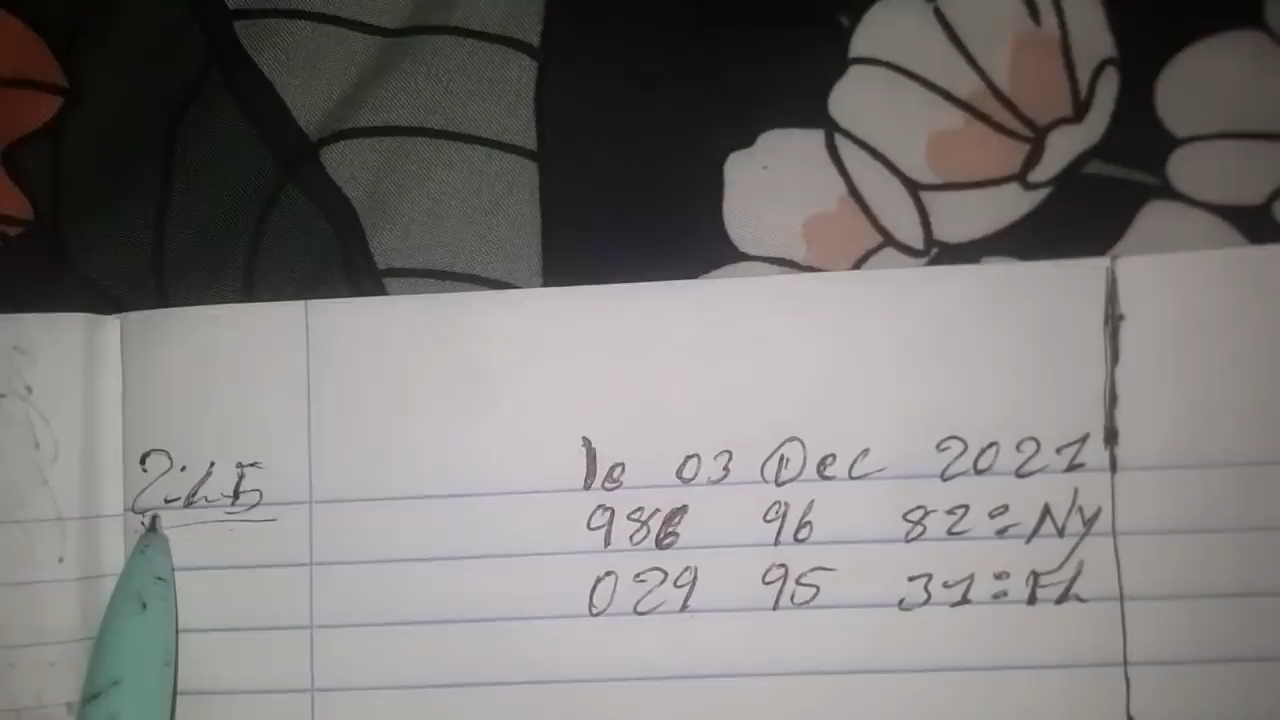 le 03 Dec 2021
986 96 82 = Ny
029 95 31 = FL